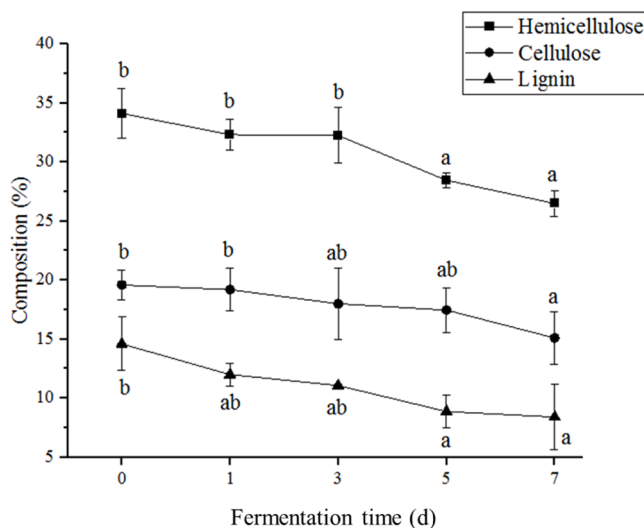 Hemicellulose
Cellulose
Lignin
40
35
30
25
20
15
10
5
Composition (%)
b
b
b
a
a
b
b
ab
ab
a
b
ab
ab
a
a
0
1
3
5
7
Fermentation time (d)